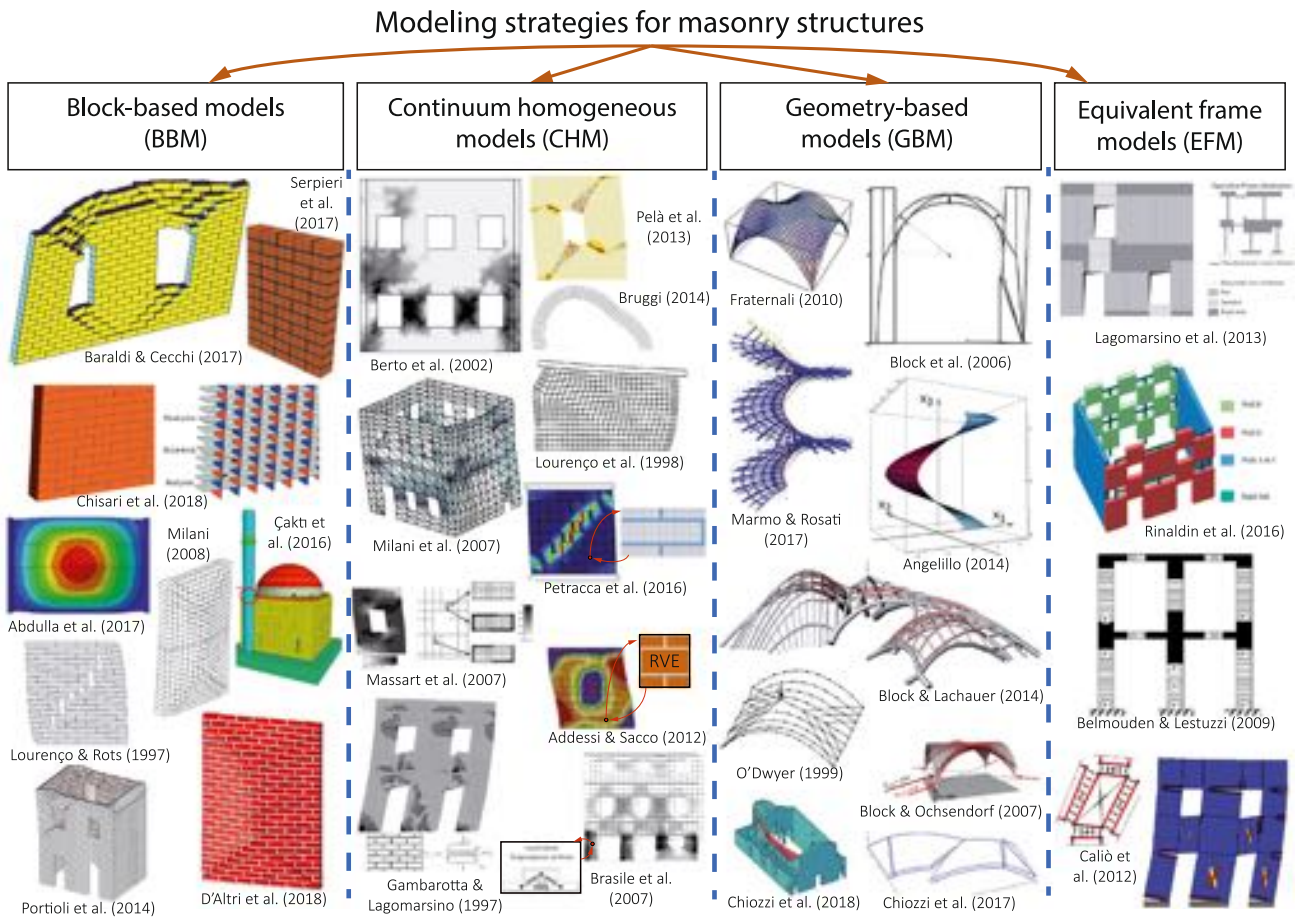 Modeling strategies for masonry structures
Block-based models
(BBM)
Continuum homogeneous
models (CHM)
Geometry-based
models (GBM)
Equivalent frame
models (EFM)
Serpieri
et al.
(2017)
Baraldi & Cecchi (2017)
Chisari et al. (2018)
Milani
(2008)
Çaktı et
al. (2016)
Abdulla et al. (2017)
Lourenço & Rots (1997)
Portioli et al. (2014)
D'Altri et al. (2018)
Pelà et al.
(2013)
Bruggi (2014)
Berto et al. (2002)
Lourenço et al. (1998)
Milani et al. (2007)
Petracca et al. (2016)
Massart et al. (2007)
RVE
Addessi & Sacco (2012)
Gambarotta &
Lagomarsino (1997)
Brasile et al.
(2007)
Fraternali (2010)
Block et al. (2006)
Marmo & Rosati
(2017)
Angelillo (2014)
Block & Lachauer (2014)
O'Dwyer (1999)
Block & Ochsendorf (2007)
Chiozzi et al. (2018)
Chiozzi et al. (2017)
Lagomarsino et al. (2013)
Rinaldin et al. (2016)
Belmouden & Lestuzzi (2009)
Caliò et
al. (2012)